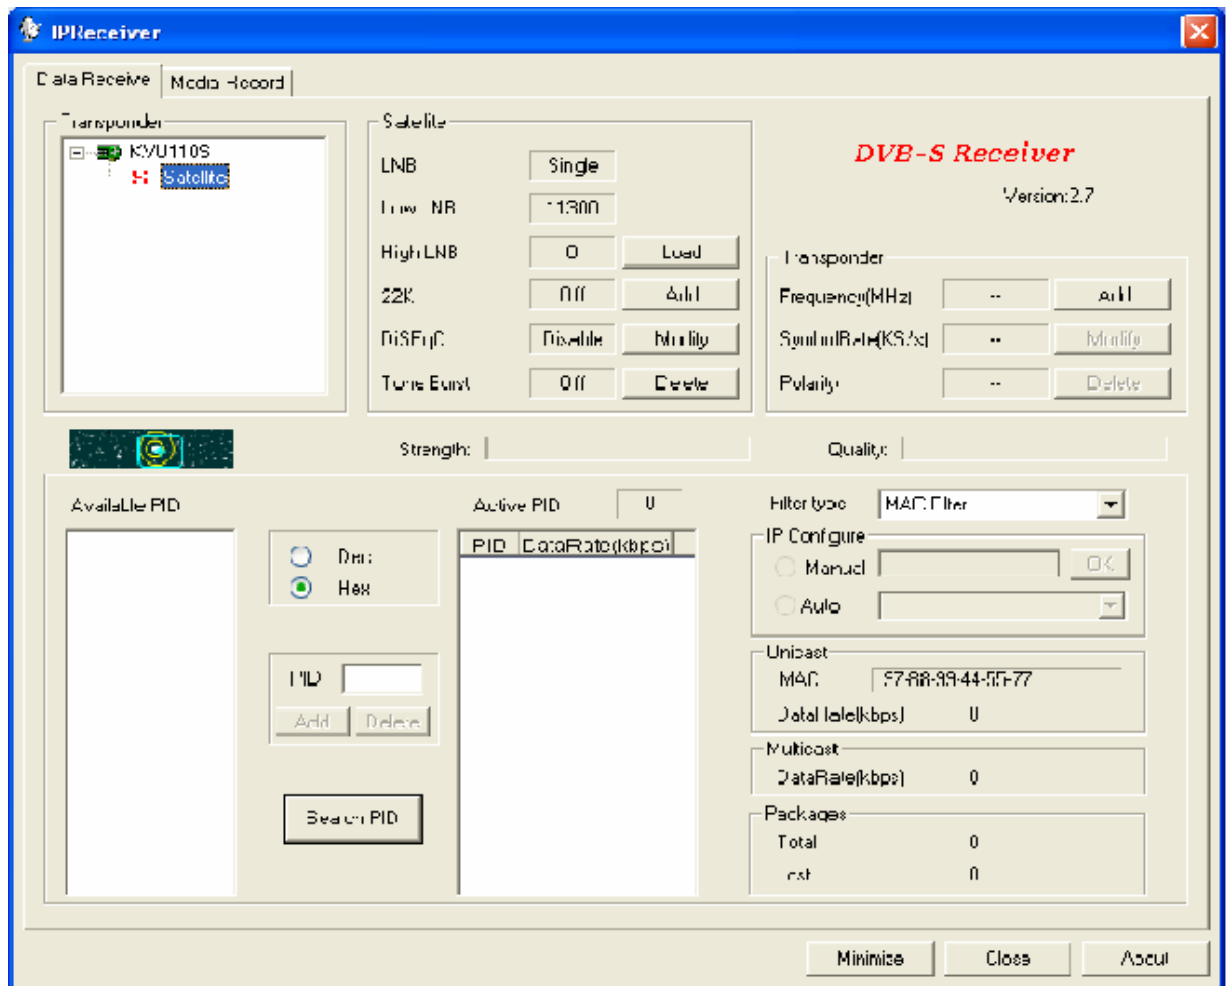 IPReceiver
Data Receive Media Record
Transponder
KVU110S
Satellite
Satellite
LNB Single
Low LNB 11300
High LNB 0 Load
22K Off Add
DiSEqC Disable Modify
Tone Burst Off Delete
DVB-S Receiver
Version:2.7
Transponder
Frequency(MHz) -- Add
SymbolRate(KS/s) -- Modify
Polarity -- Delete
Strength: Quality:
Available PID
Dec
Hex
PID
Add Delete
Search PID
Active PID 0
PID DataRate(kbps)
Filter type MAC Filter
IP Configure
Manual OK
Auto
Unicast
MAC
DataRate(kbps) 0
Multicast
DataRate(kbps) 0
Packages
Total 0
Lost 0
Minimize Close About